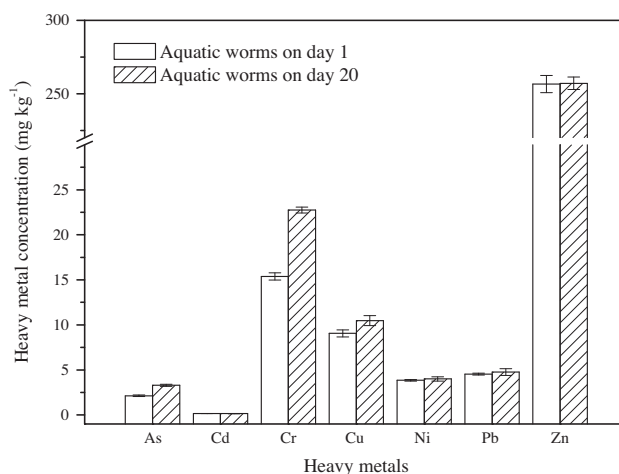 300
Aquatic worms on day 1
Aquatic worms on day 20
250
25
20
15
10
5
0
Heavy metal concentration (mg kg⁻¹)
As Cd Cr Cu Ni Pb Zn
Heavy metals